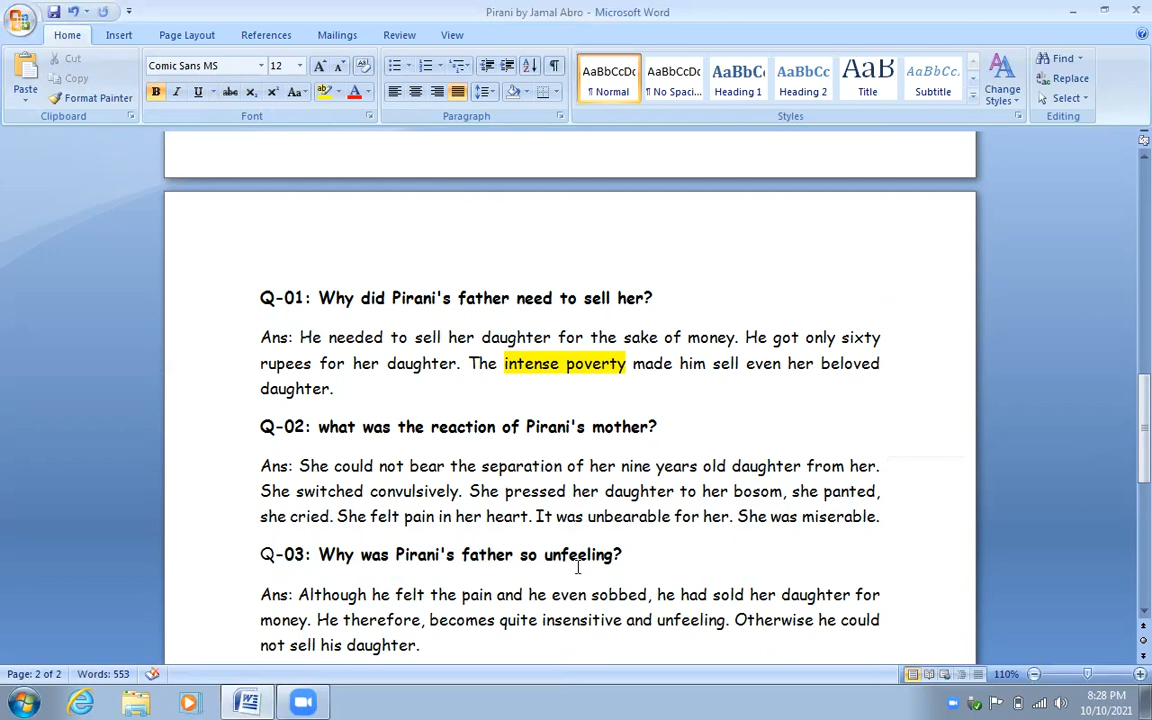 Pirani by Jamal Abro - Microsoft Word
Home Insert Page Layout References Mailings Review View
Paste
Cut
Copy
Format Painter
Clipboard
Comic Sans MS 12
Font
Paragraph
AaBbCcDc AaBbCcDc AaBbC AaBbCc AaB AaBbCc.
¶ Normal ¶ No Spaci... Heading 1 Heading 2 Title Subtitle
Change Styles
Styles
Find
Replace
Select
Editing
Q-01: Why did Pirani's father need to sell her?
Ans: He needed to sell her daughter for the sake of money. He got only sixty
rupees for her daughter. The intense poverty made him sell even her beloved
daughter.
Q-02: what was the reaction of Pirani's mother?
Ans: She could not bear the separation of her nine years old daughter from her.
She switched convulsively. She pressed her daughter to her bosom, she panted,
she cried. She felt pain in her heart. It was unbearable for her. She was miserable.
Q-03: Why was Pirani's father so unfeeling?
Ans: Although he felt the pain and he even sobbed, he had sold her daughter for
money. He therefore, becomes quite insensitive and unfeeling. Otherwise he could
not sell his daughter.
Page: 2 of 2 Words: 553 110%
8:28 PM
10/10/2021